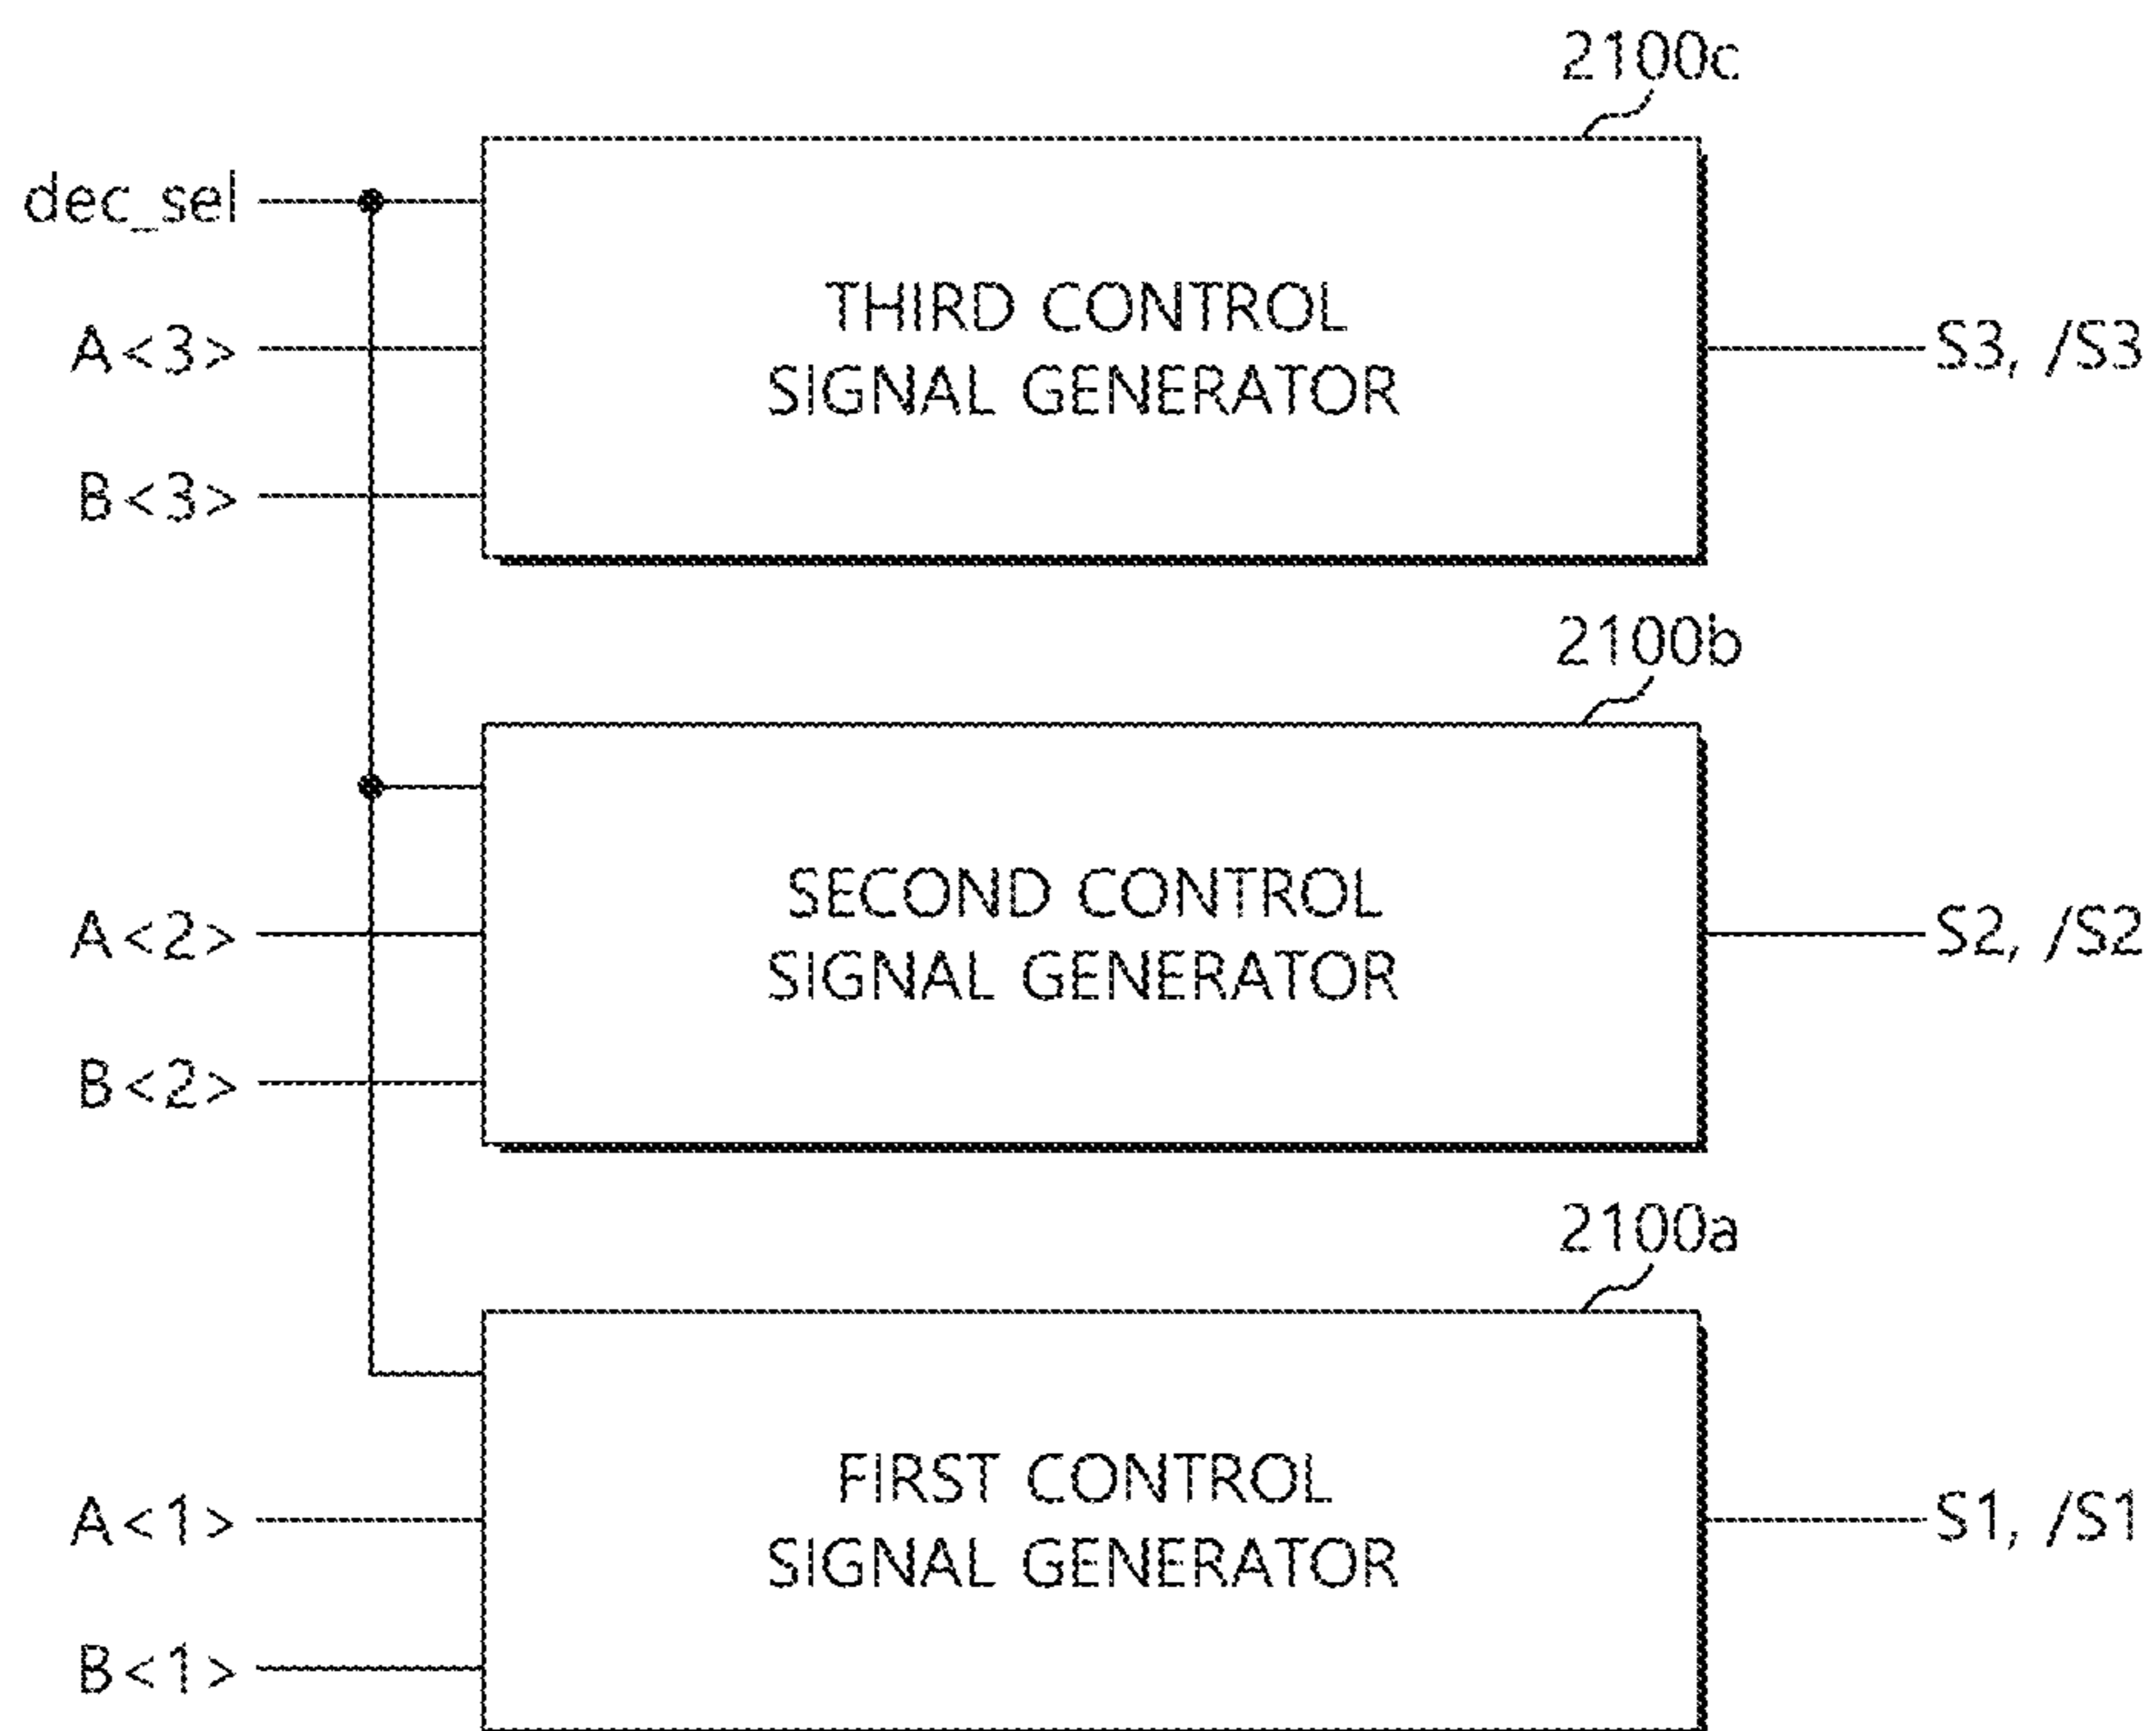 2100c
dec_sel
THIRD CONTROL
SIGNAL GENERATOR
A<3>
S3, /S3
B<3>
2100b
SECOND CONTROL
SIGNAL GENERATOR
A<2>
S2, /S2
B<2>
2100a
FIRST CONTROL
SIGNAL GENERATOR
A<1>
S1, /S1
B<1>